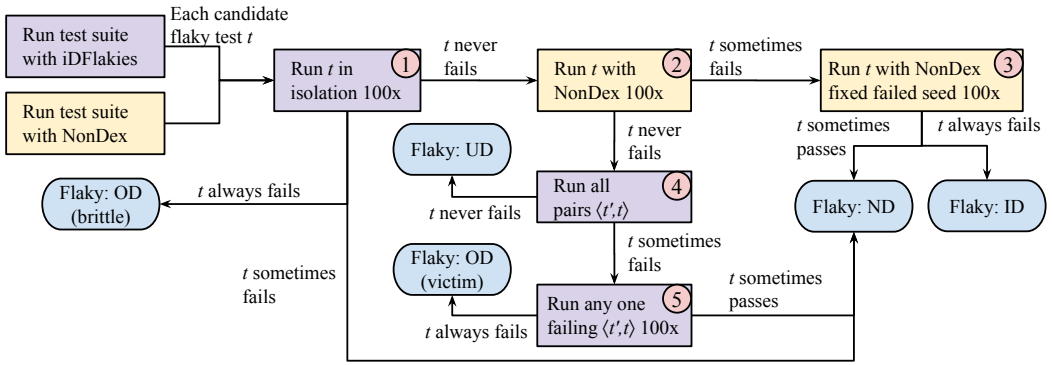 Run test suite
with iDFlakies
Each candidate
flaky test t
Run test suite
with NonDex
Run t in
isolation 100x
1
t never
fails
Run t with
NonDex 100x
2
t sometimes
fails
Run t with NonDex
fixed failed seed 100x
3
t sometimes
passes
t always fails
Flaky: ND
Flaky: ID
t never
fails
Flaky: UD
t never fails
Run all
pairs ⟨t′,t⟩
4
Flaky: OD
(brittle)
t always fails
t sometimes
fails
t sometimes
fails
Flaky: OD
(victim)
t always fails
Run any one
failing ⟨t′,t⟩ 100x
5
t sometimes
passes